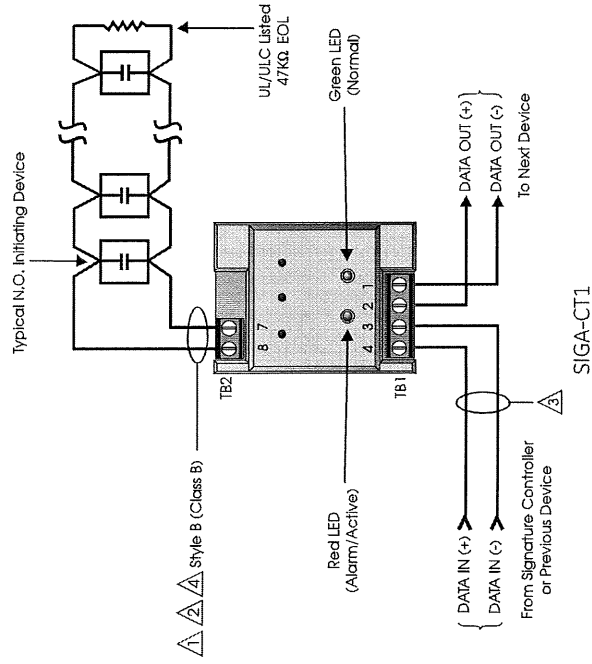 Typical N.O. Initiating Device
UL/ULC Listed
47KΩ EOL
1 2 4 Style B (Class B)
TB2
8 7
Red LED
(Alarm/Active)
Green LED
(Normal)
TB1
4 3 2 1
DATA IN (+)
DATA IN (-)
From Signature Controller
or Previous Device
3
DATA OUT (+)
DATA OUT (-)
To Next Device
SIGA-CT1